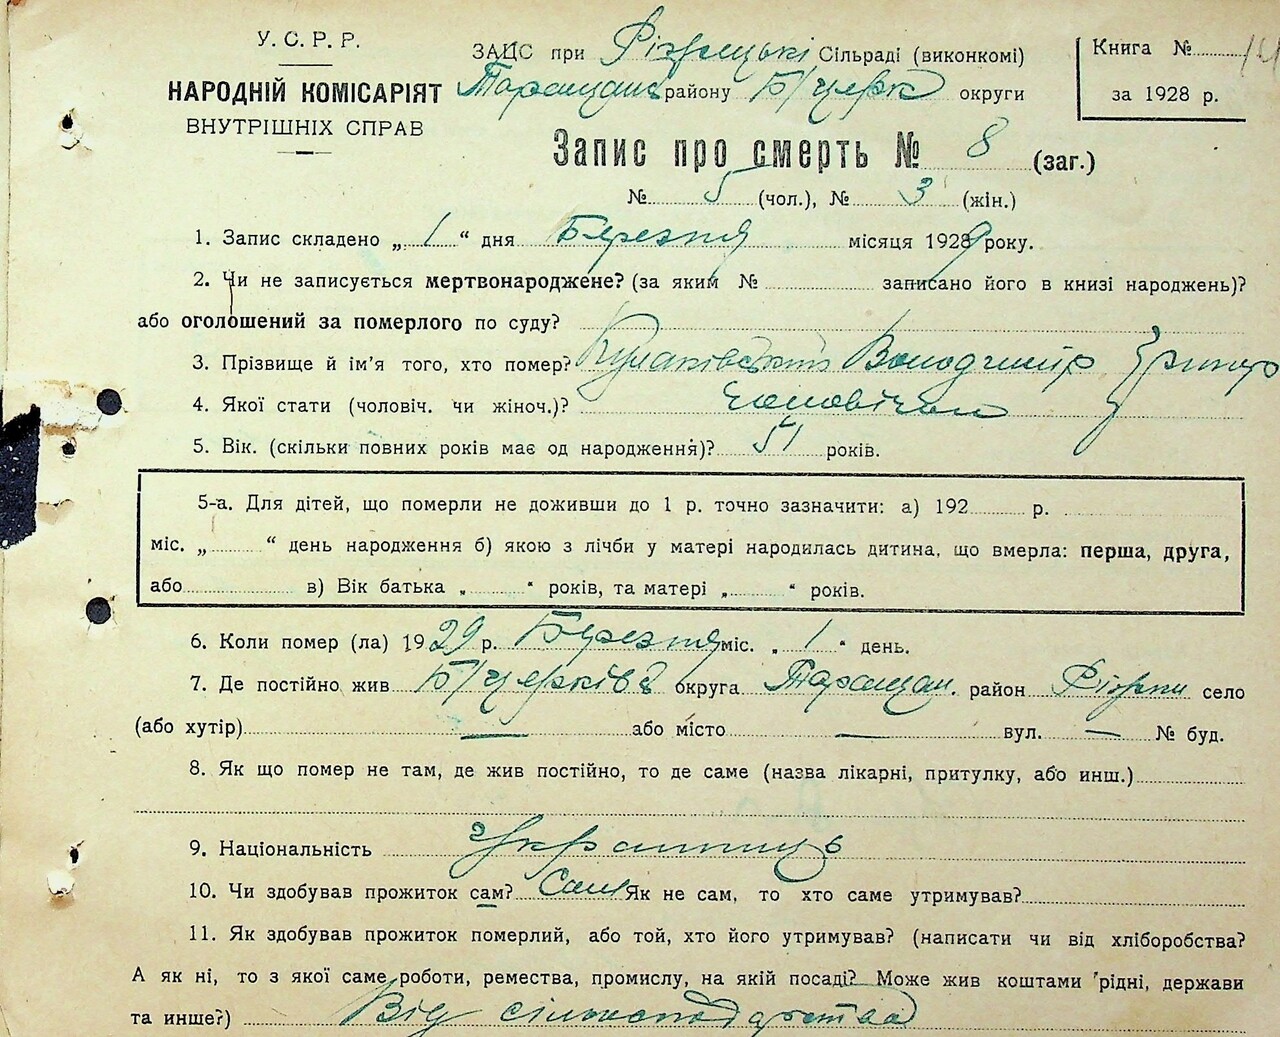 У.С.Р.Р.
НАРОДНІЙ КОМІСАРІЯТ
ВНУТРІШНІХ СПРАВ
ЗАЦС при Сільраді (виконкомі)
Таращан району Б/церк округи
Книга №
за 1928 р.
Запис про смерть № 8 (заг.)
№ 5 (чол.), № 3 (жін.)
1. Запис складено „ 1 “ дня Березня місяця 1929 року.
2. Чи не записується мертвонароджене? (за яким № записано його в книзі народжень)?
або оголошений за померлого по суду?
3. Прізвище й ім'я того, хто помер? Кулаківський Володимир
4. Якої стати (чоловіч. чи жіноч.)?
5. Вік. (скільки повних років має од народження)? 51 років.
5-а. Для дітей, що померли не доживши до 1 р. точно зазначити: а) 192 р.
міс. „ “ день народження б) якою з лічби у матері народилась дитина, що вмерла: перша, друга,
або в) Вік батька „ “ років, та матері „ “ років.
6. Коли помер (ла) 1929 р. Березня міс. „ 1 “ день.
7. Де постійно жив Б/церків округа Таращан. район село
(або хутір) — або місто — вул. — № буд.
8. Як що помер не там, де жив постійно, то де саме (назва лікарні, притулку, або инш.)
9. Національність Українець
10. Чи здобував прожиток сам? Сам Як не сам, то хто саме утримував?
11. Як здобував прожиток померлий, або той, хто його утримував? (написати чи від хліборобства?
А як ні, то з якої саме роботи, ремества, промислу, на якій посаді? Може жив коштами рідні, держави
та инше?) Від сільхосподарства